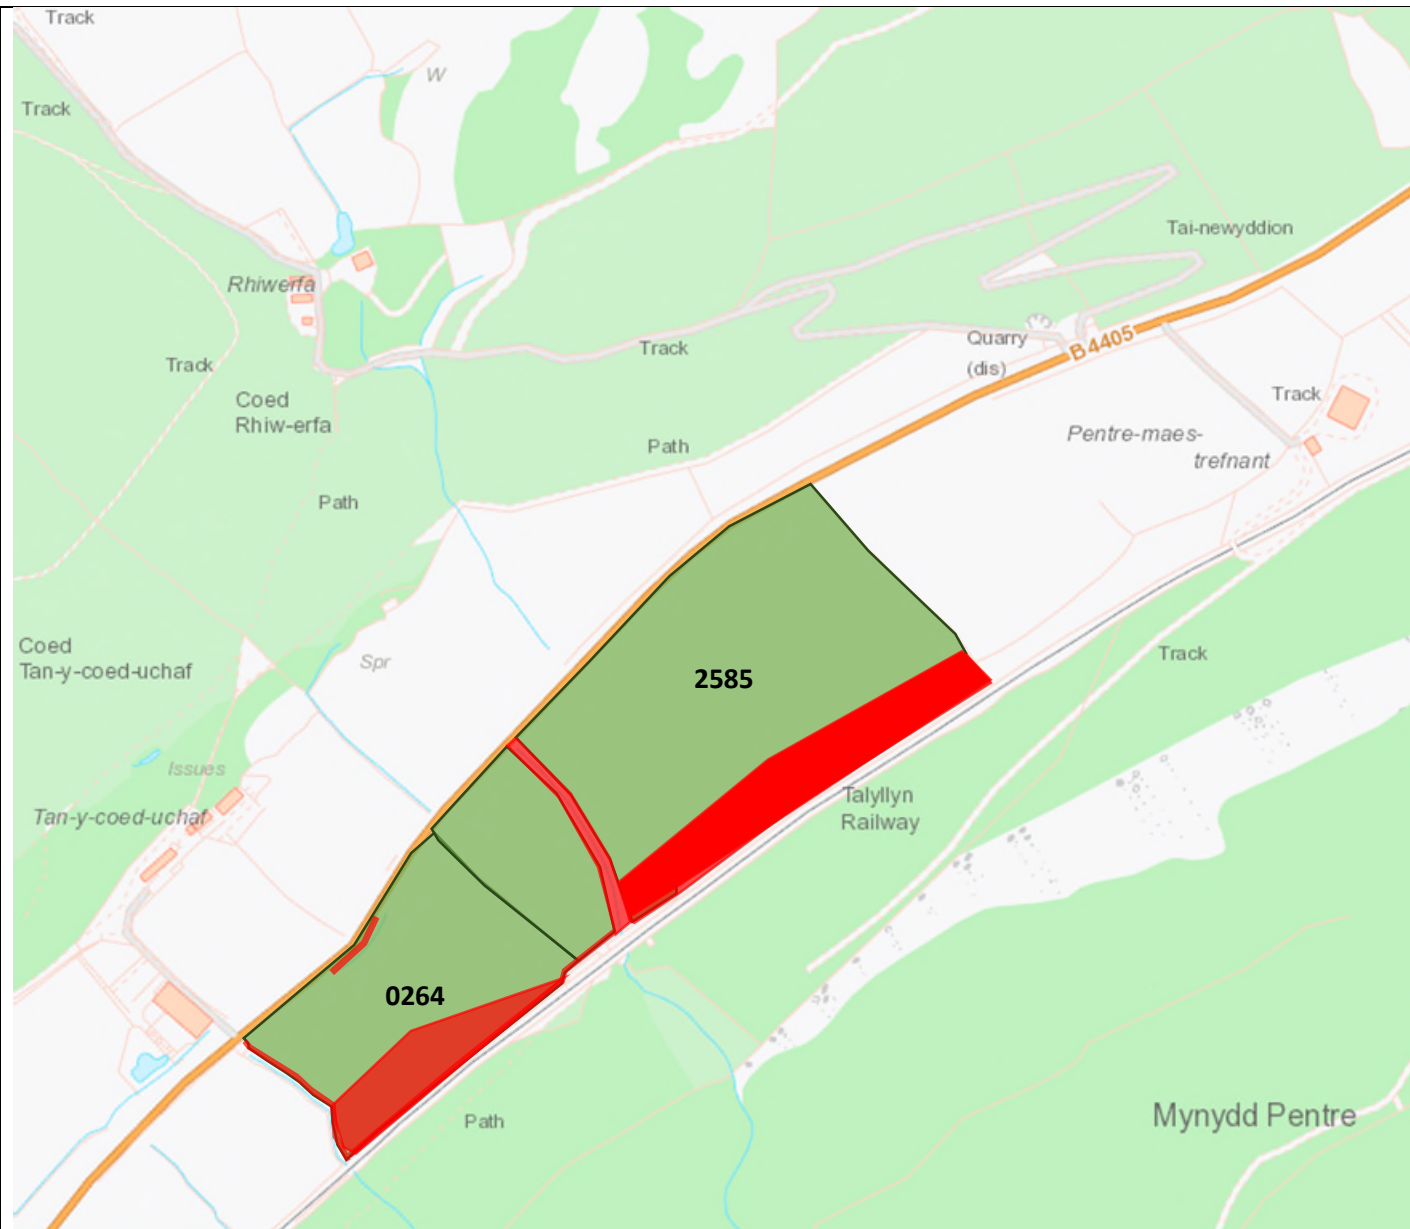 Track
W
Track
Tai-newyddion
Rhiwerfa
Quarry
(dis)
B4405
Track
Track
Track
Coed
Rhiw-erfa
Pentre-maes-
trefnant
Path
Path
Coed
Tan-y-coed-uchaf
Spr
Track
2585
Issues
Tan-y-coed-uchaf
Talyllyn
Railway
0264
Path
Mynydd Pentre